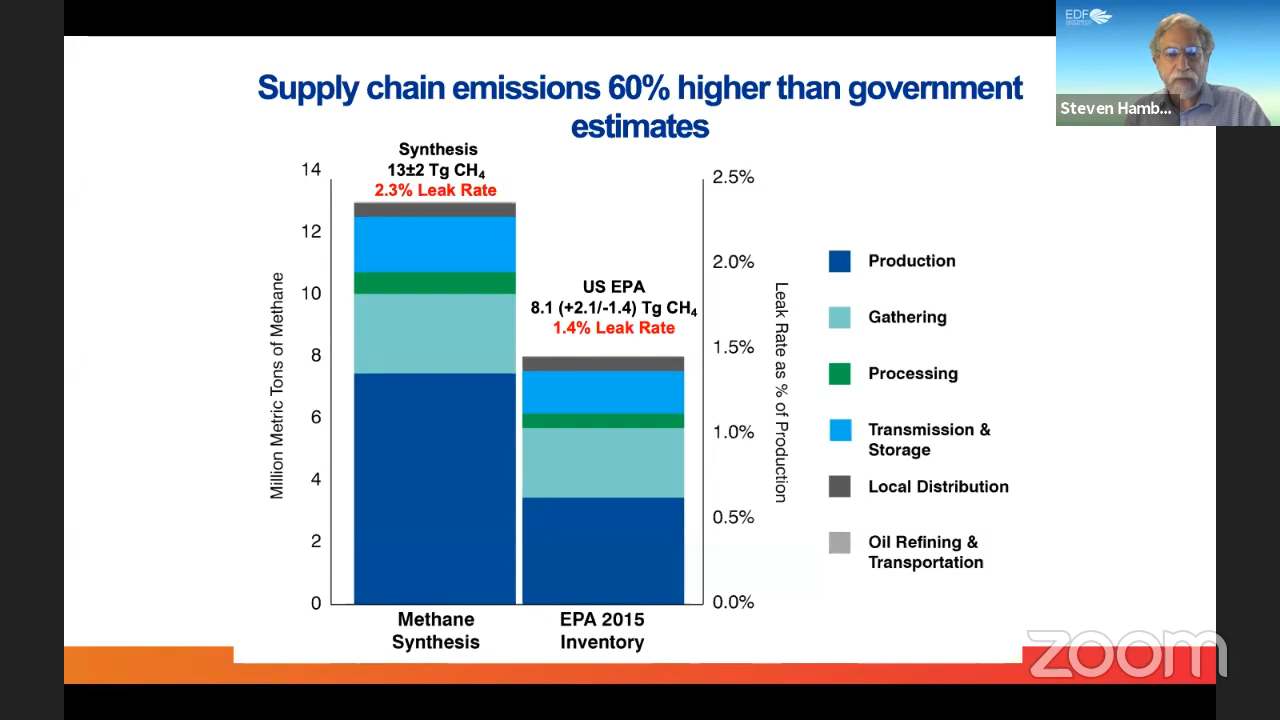 EDF
Steven Hamb...
Supply chain emissions 60% higher than government
estimates
Synthesis
13±2 Tg CH₄
2.3% Leak Rate
US EPA
8.1 (+2.1/-1.4) Tg CH₄
1.4% Leak Rate
Million Metric Tons of Methane
14
12
10
8
6
4
2
0
2.5%
2.0%
1.5%
1.0%
0.5%
0.0%
Leak Rate as % of Production
Methane
Synthesis
EPA 2015
Inventory
Production
Gathering
Processing
Transmission &
Storage
Local Distribution
Oil Refining &
Transportation
zoom